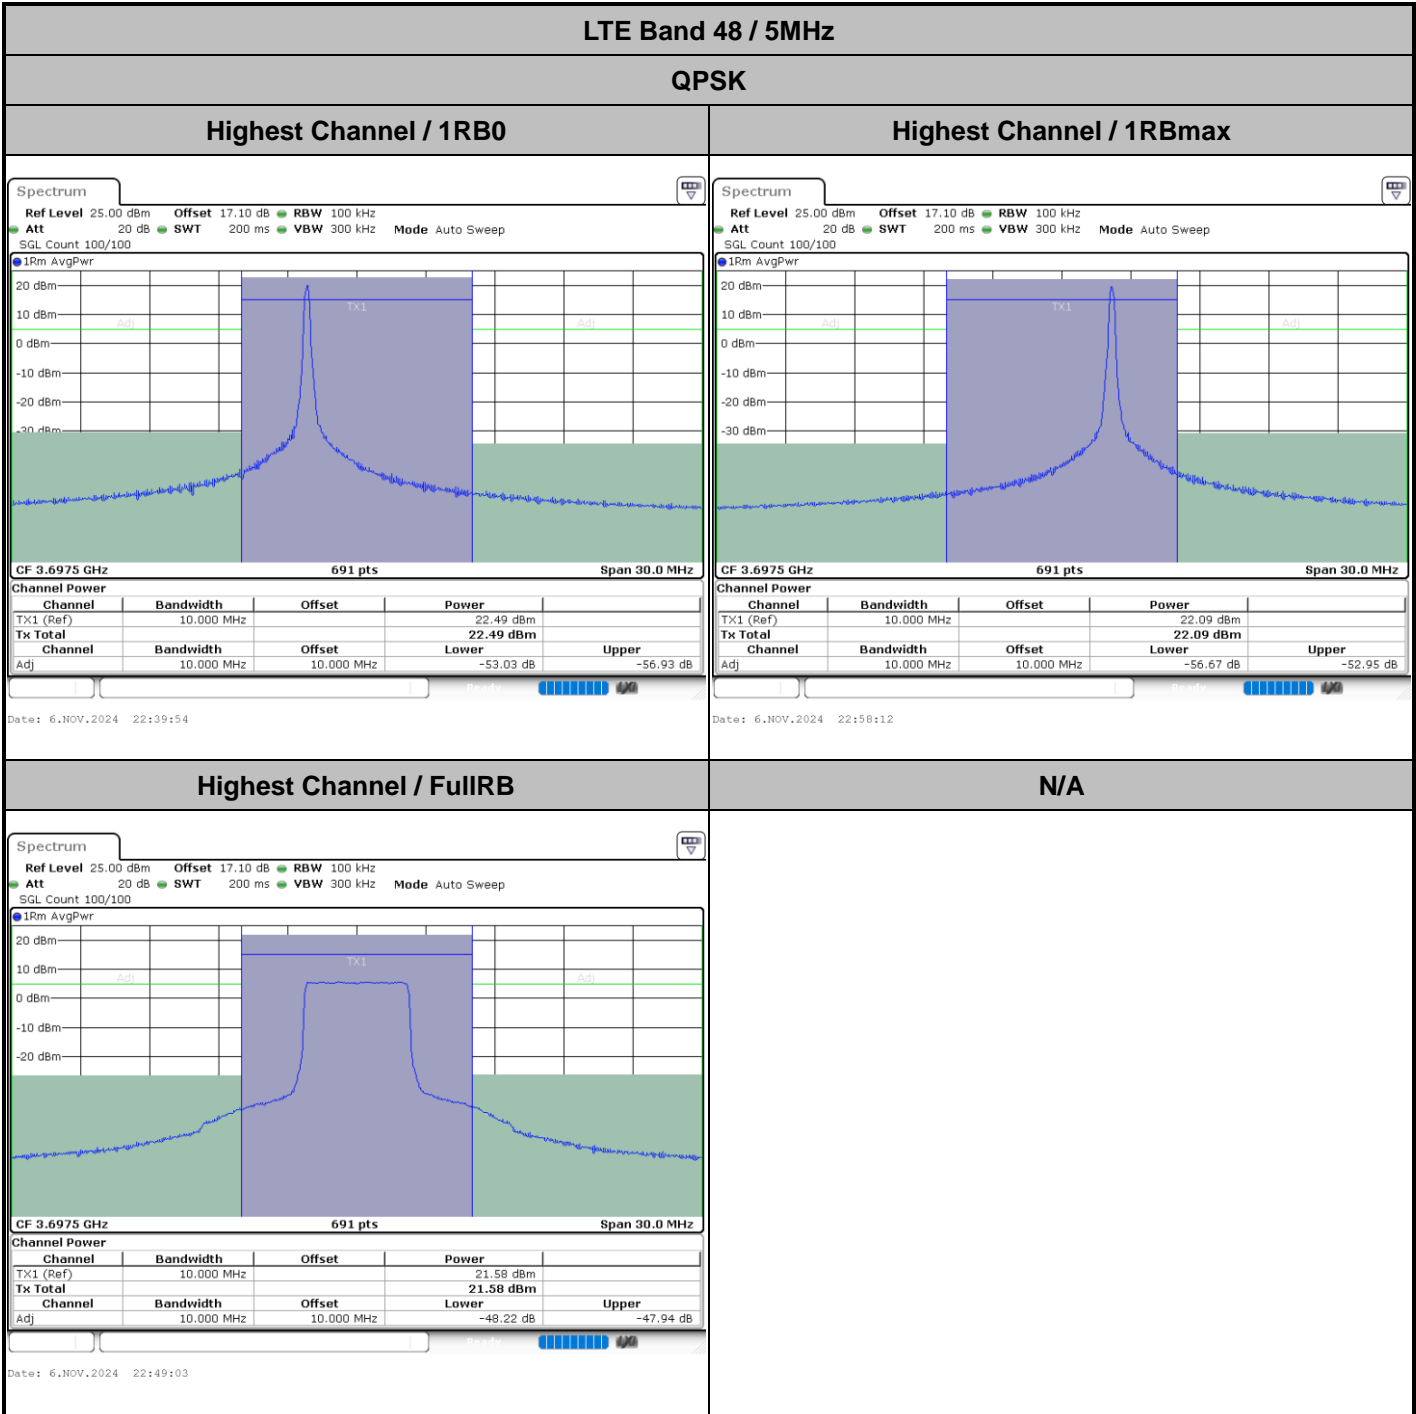 LTE Band 48 / 5MHz
QPSK
Highest Channel / 1RB0
Highest Channel / 1RBmax
Spectrum
Ref Level 25.00 dBm Offset 17.10 dB RBW 100 kHz
Att 20 dB SWT 200 ms VBW 300 kHz Mode Auto Sweep
SGL Count 100/100
1Rm AvgPwr
20 dBm
10 dBm
0 dBm
-10 dBm
-20 dBm
-30 dBm
Adj
TX1
Adj
CF 3.6975 GHz 691 pts Span 30.0 MHz
Channel Power
Channel Bandwidth Offset Power
TX1 (Ref) 10.000 MHz 22.49 dBm
Tx Total 22.49 dBm
Channel Bandwidth Offset Lower Upper
Adj 10.000 MHz 10.000 MHz -53.03 dB -56.93 dB
Ready
Date: 6.NOV.2024 22:39:54
Spectrum
Ref Level 25.00 dBm Offset 17.10 dB RBW 100 kHz
Att 20 dB SWT 200 ms VBW 300 kHz Mode Auto Sweep
SGL Count 100/100
1Rm AvgPwr
20 dBm
10 dBm
0 dBm
-10 dBm
-20 dBm
-30 dBm
Adj
TX1
Adj
CF 3.6975 GHz 691 pts Span 30.0 MHz
Channel Power
Channel Bandwidth Offset Power
TX1 (Ref) 10.000 MHz 22.09 dBm
Tx Total 22.09 dBm
Channel Bandwidth Offset Lower Upper
Adj 10.000 MHz 10.000 MHz -56.67 dB -52.95 dB
Ready
Date: 6.NOV.2024 22:58:12
Highest Channel / FullRB
N/A
Spectrum
Ref Level 25.00 dBm Offset 17.10 dB RBW 100 kHz
Att 20 dB SWT 200 ms VBW 300 kHz Mode Auto Sweep
SGL Count 100/100
1Rm AvgPwr
20 dBm
10 dBm
0 dBm
-10 dBm
-20 dBm
Adj
TX1
Adj
CF 3.6975 GHz 691 pts Span 30.0 MHz
Channel Power
Channel Bandwidth Offset Power
TX1 (Ref) 10.000 MHz 21.58 dBm
Tx Total 21.58 dBm
Channel Bandwidth Offset Lower Upper
Adj 10.000 MHz 10.000 MHz -48.22 dB -47.94 dB
Ready
Date: 6.NOV.2024 22:49:03